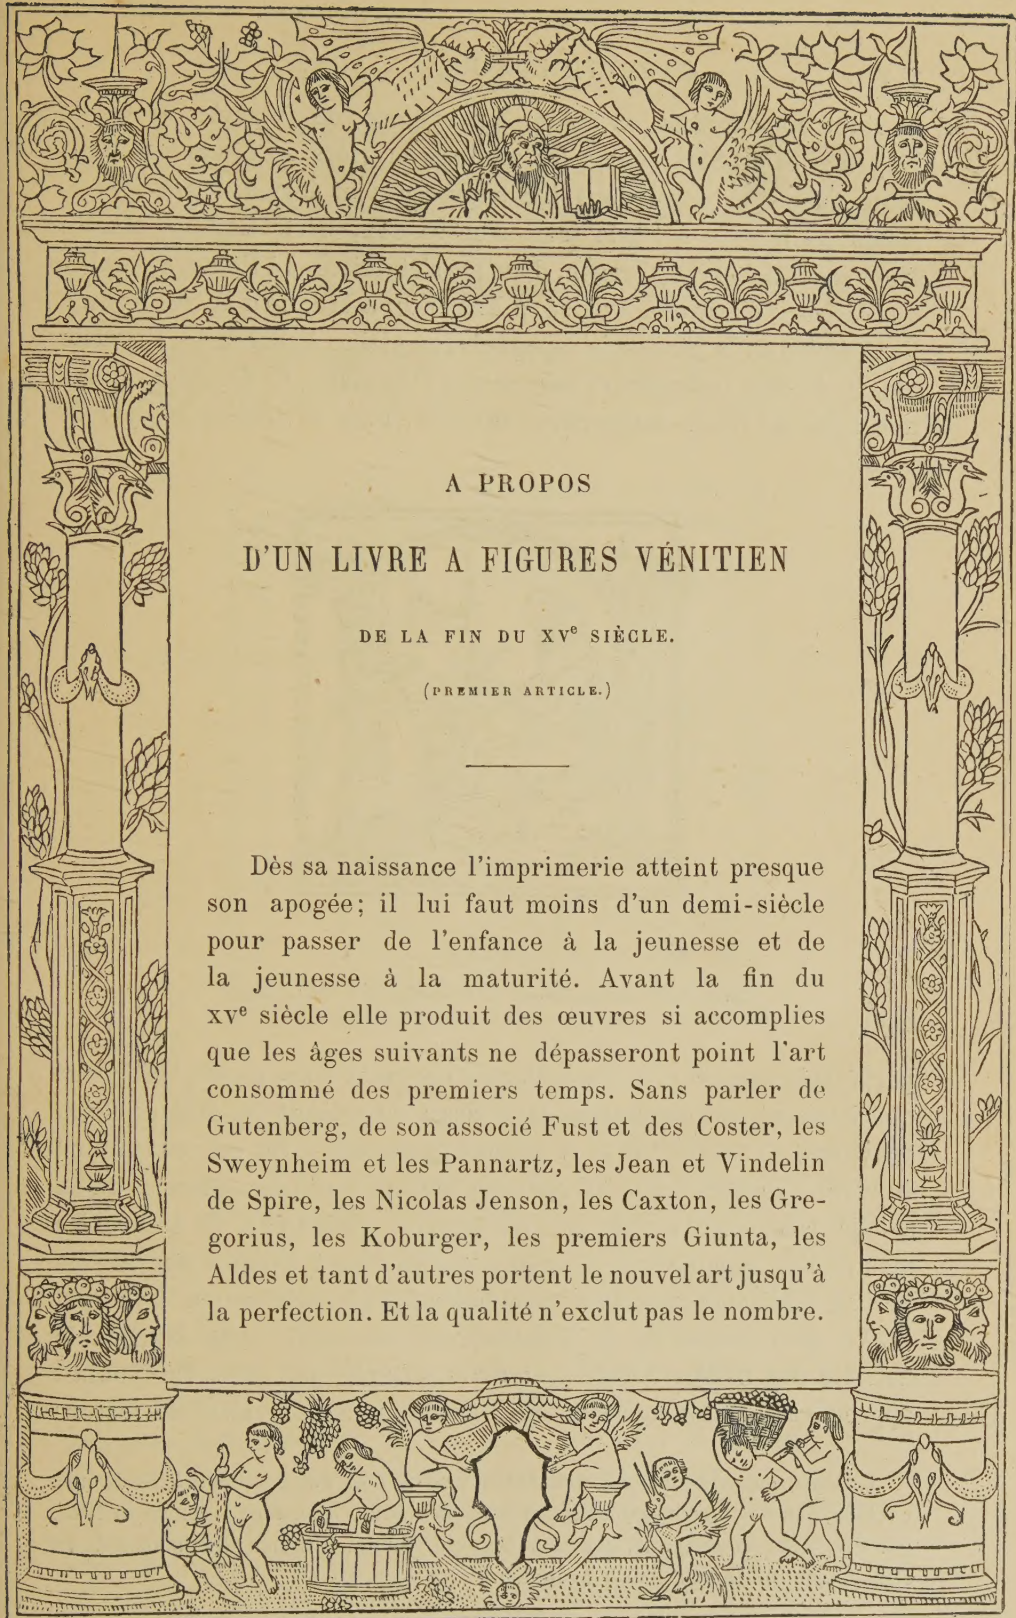 A PROPOS
D'UN LIVRE A FIGURES VÉNITIEN
DE LA FIN DU XVe SIÈCLE.
(PREMIER ARTICLE.)
Dès sa naissance l'imprimerie atteint presque
son apogée; il lui faut moins d'un demi-siècle
pour passer de l'enfance à la jeunesse et de
la jeunesse à la maturité. Avant la fin du
XVe siècle elle produit des œuvres si accomplies
que les âges suivants ne dépasseront point l'art
consommé des premiers temps. Sans parler de
Gutenberg, de son associé Fust et des Coster, les
Sweynheim et les Pannartz, les Jean et Vindelin
de Spire, les Nicolas Jenson, les Caxton, les Gre-
gorius, les Koburger, les premiers Giunta, les
Aldes et tant d'autres portent le nouvel art jusqu'à
la perfection. Et la qualité n'exclut pas le nombre.